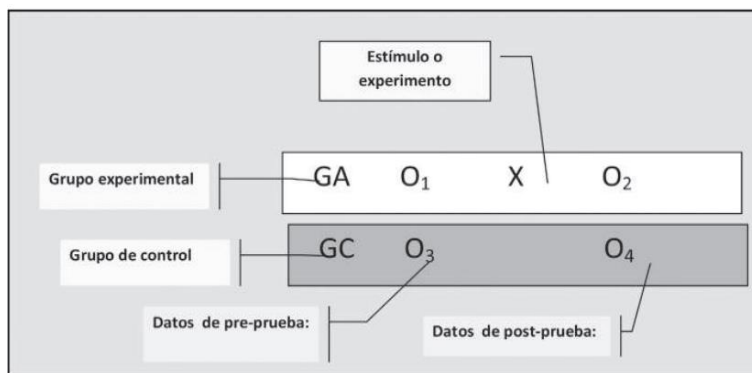 Estímulo o
experimento
Grupo experimental
GA O₁ X O₂
Grupo de control
GC O₃ O₄
Datos de pre-prueba:
Datos de post-prueba: